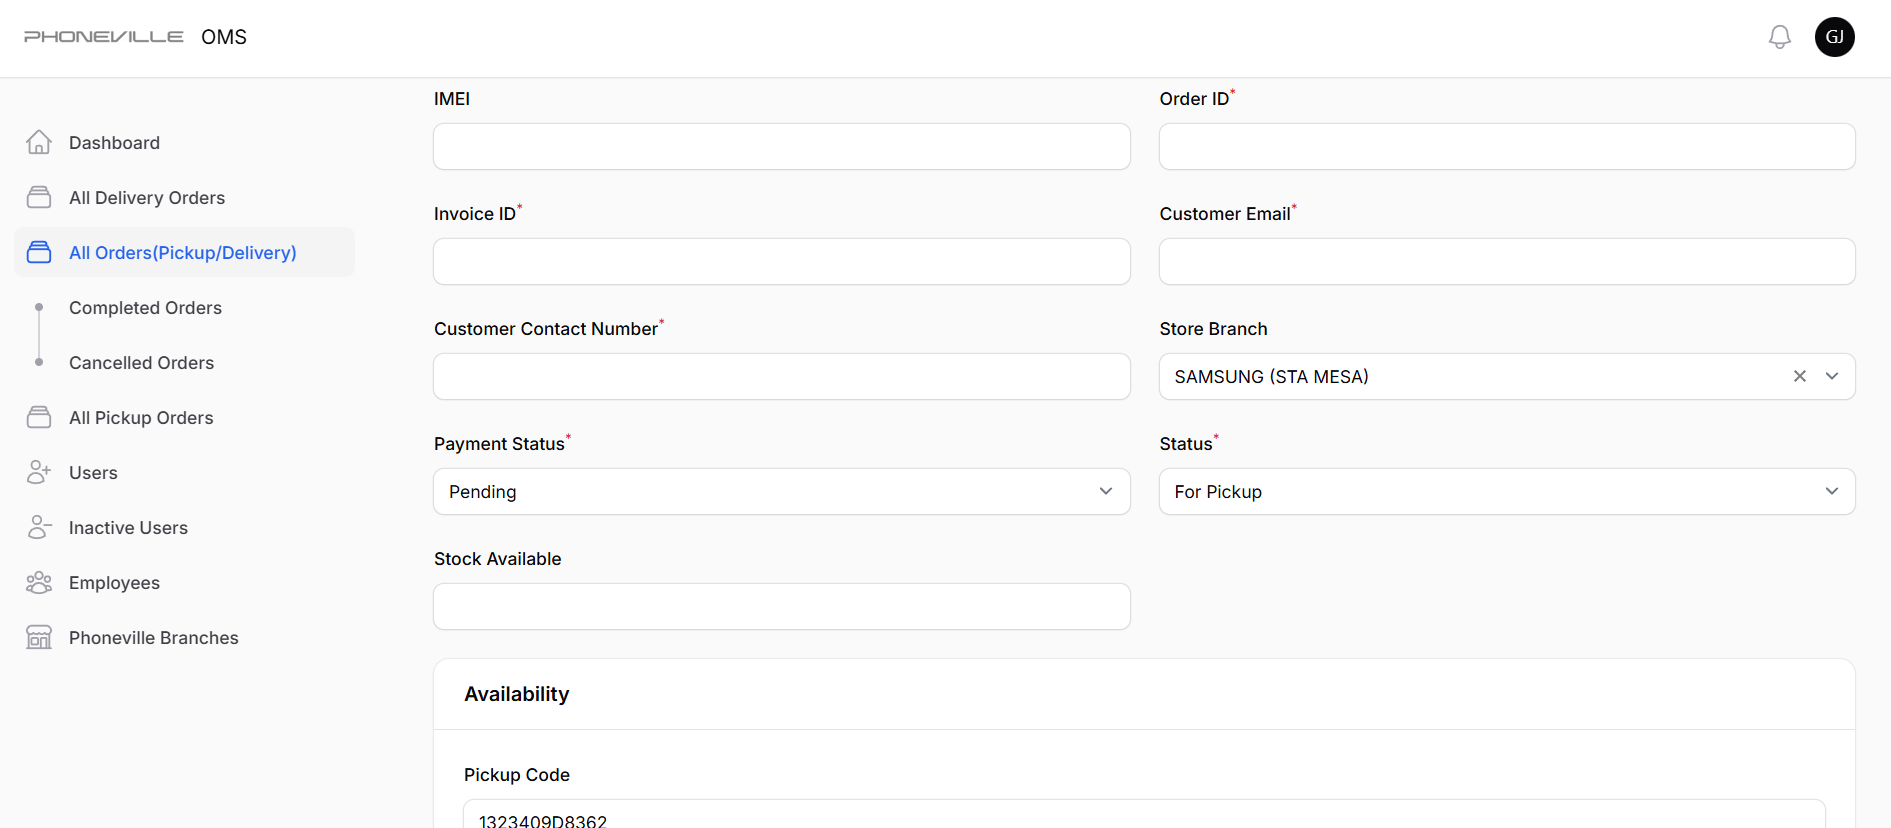 PHONEVILLE OMS
GJ
Dashboard
All Delivery Orders
All Orders(Pickup/Delivery)
Completed Orders
Cancelled Orders
All Pickup Orders
Users
Inactive Users
Employees
Phoneville Branches
IMEI
Order ID*
Invoice ID*
Customer Email*
Customer Contact Number*
Store Branch
SAMSUNG (STA MESA)
Payment Status*
Status*
Pending
For Pickup
Stock Available
Availability
Pickup Code
1323409D8362